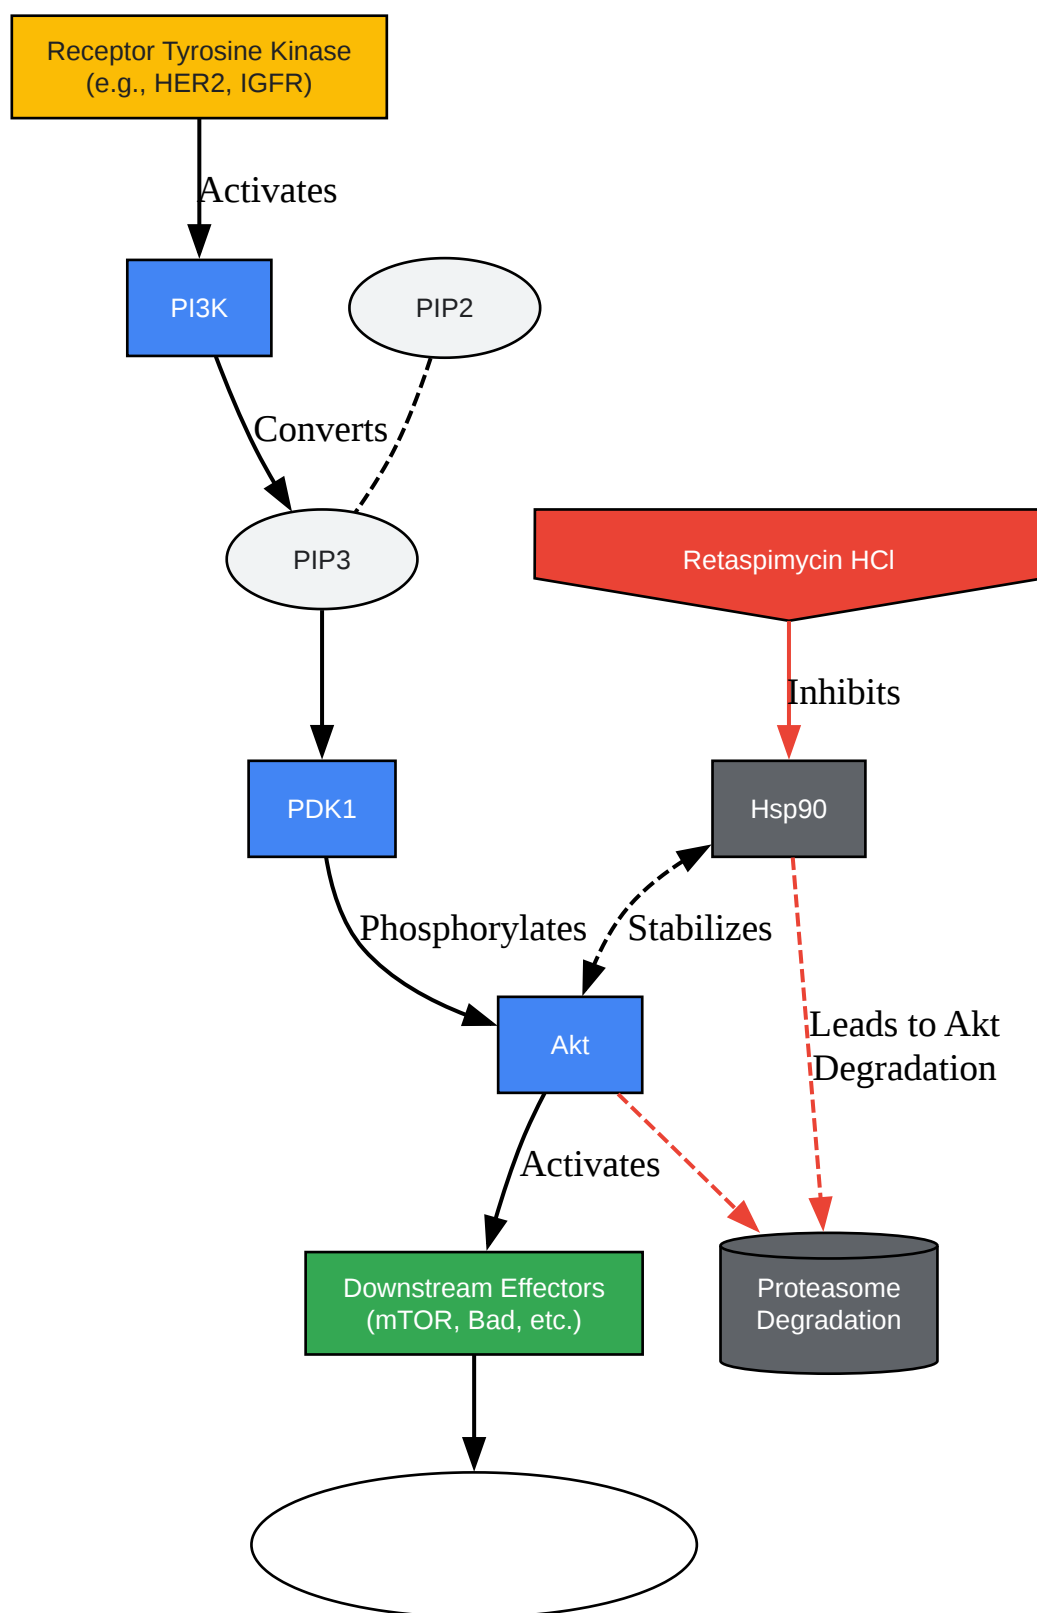 Receptor Tyrosine Kinase
(e.g., HER2, IGFR)
Activates
PI3K
PIP2
Converts
PIP3
Retaspimycin HCl
Inhibits
PDK1
Hsp90
Phosphorylates
Stabilizes
Leads to Akt
Degradation
Akt
Activates
Downstream Effectors
(mTOR, Bad, etc.)
Proteasome
Degradation